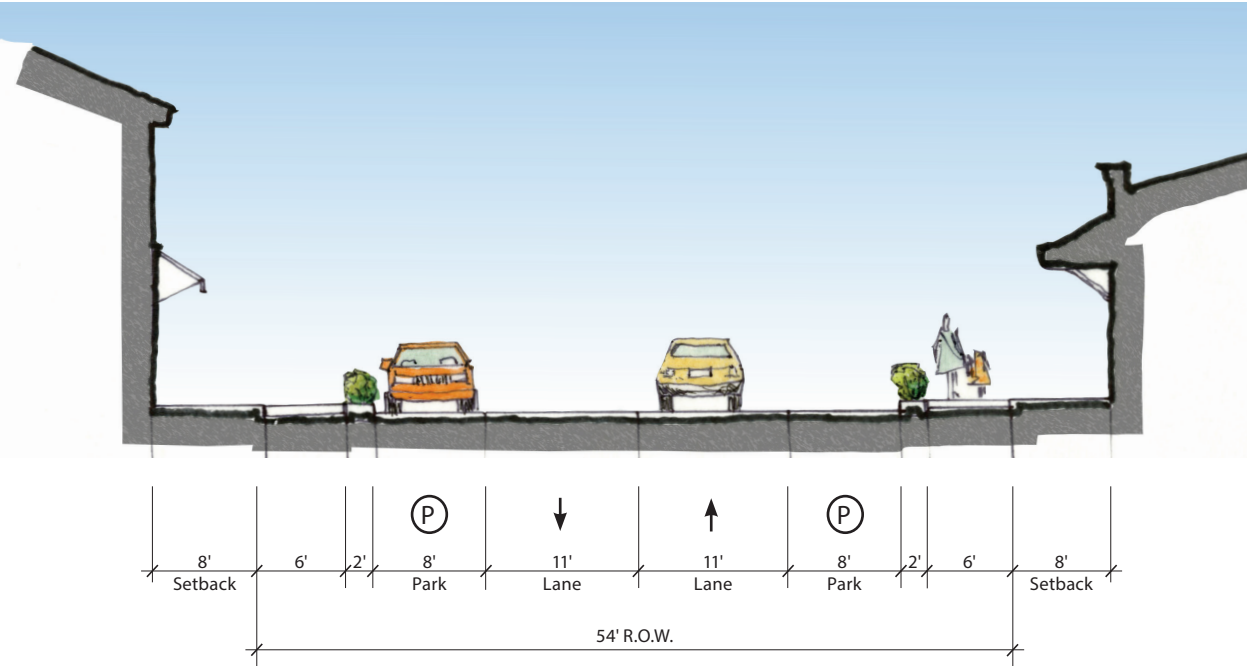 P P
8' 6' 2' 8' 11' 11' 8' 2' 6' 8'
Setback Park Lane Lane Park Setback
54' R.O.W.